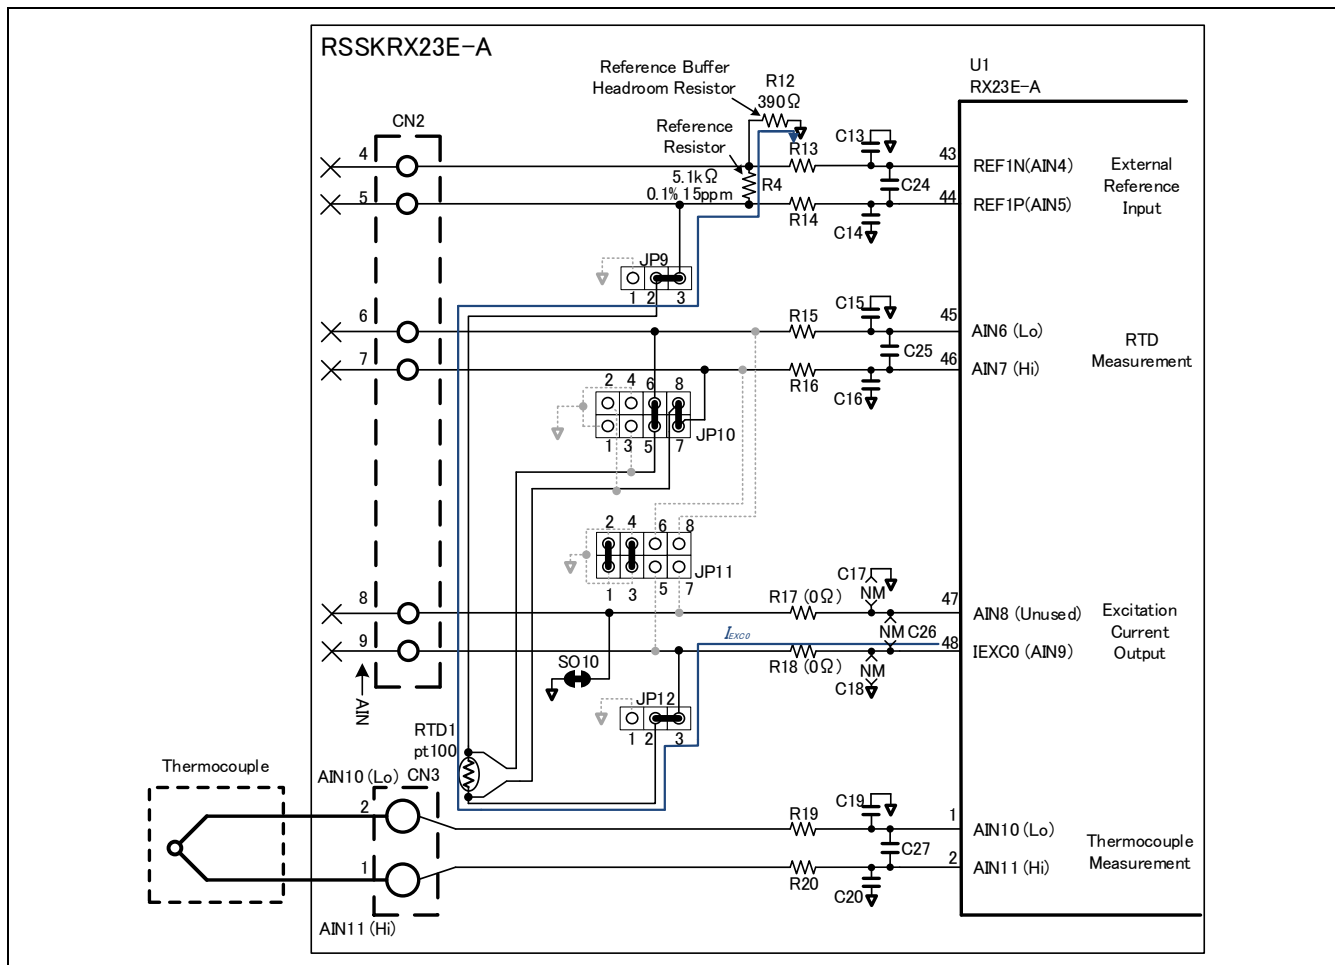 RSSKRX23E-A
U1
RX23E-A
Reference Buffer
Headroom Resistor
R12
390Ω
Reference
Resistor
5.1kΩ
0.1% 15ppm
R4
CN2
4
R13
C13
43
REF1N(AIN4)
External
Reference
Input
C24
5
R14
C14
44
REF1P(AIN5)
JP9
1 2 3
6
R15
C15
45
AIN6 (Lo)
RTD
Measurement
C25
7
R16
C16
46
AIN7 (Hi)
2 4 6 8
JP10
1 3 5 7
2 4 6 8
JP11
1 3 5 7
8
R17 (0Ω)
C17
NM
47
AIN8 (Unused)
Excitation
Current
Output
NM C26
9
IEXC0
R18 (0Ω)
NM
C18
48
IEXC0 (AIN9)
AIN
SO10
JP12
1 2 3
RTD1
pt100
Thermocouple
AIN10 (Lo) CN3
2
R19
C19
1
AIN10 (Lo)
Thermocouple
Measurement
C27
1
R20
C20
2
AIN11 (Hi)
AIN11 (Hi)